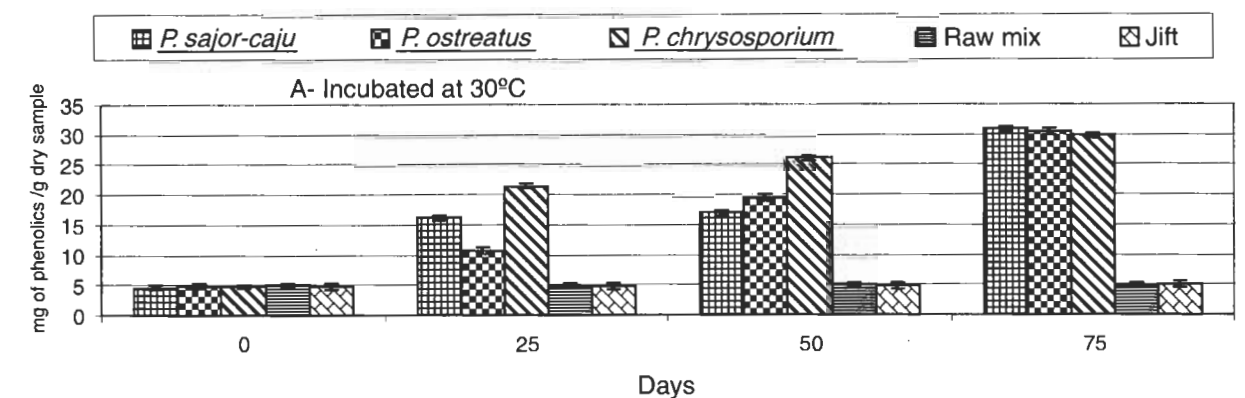 P. sajor-caju P. ostreatus P. chrysosporium Raw mix Jift
A- Incubated at 30ºC
mg of phenolics /g dry sample
35
30
25
20
15
10
5
0
0 25 50 75
Days